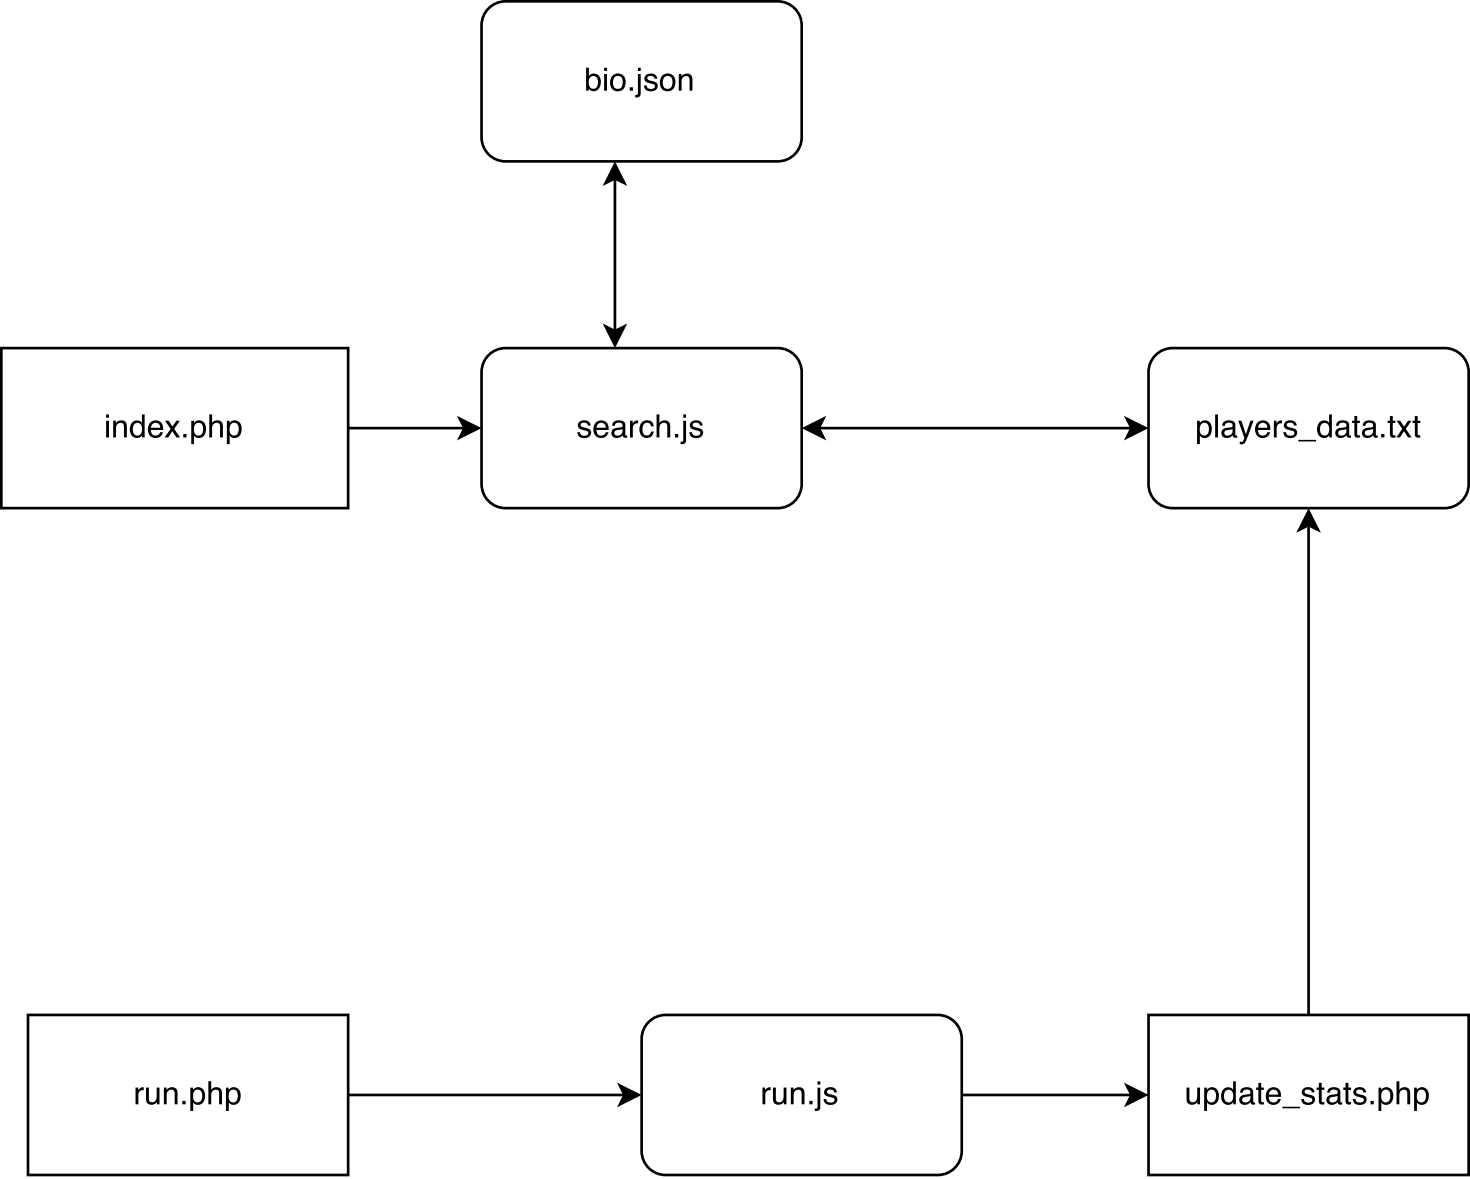 bio.json
index.php
search.js
players_data.txt
run.php
run.js
update_stats.php